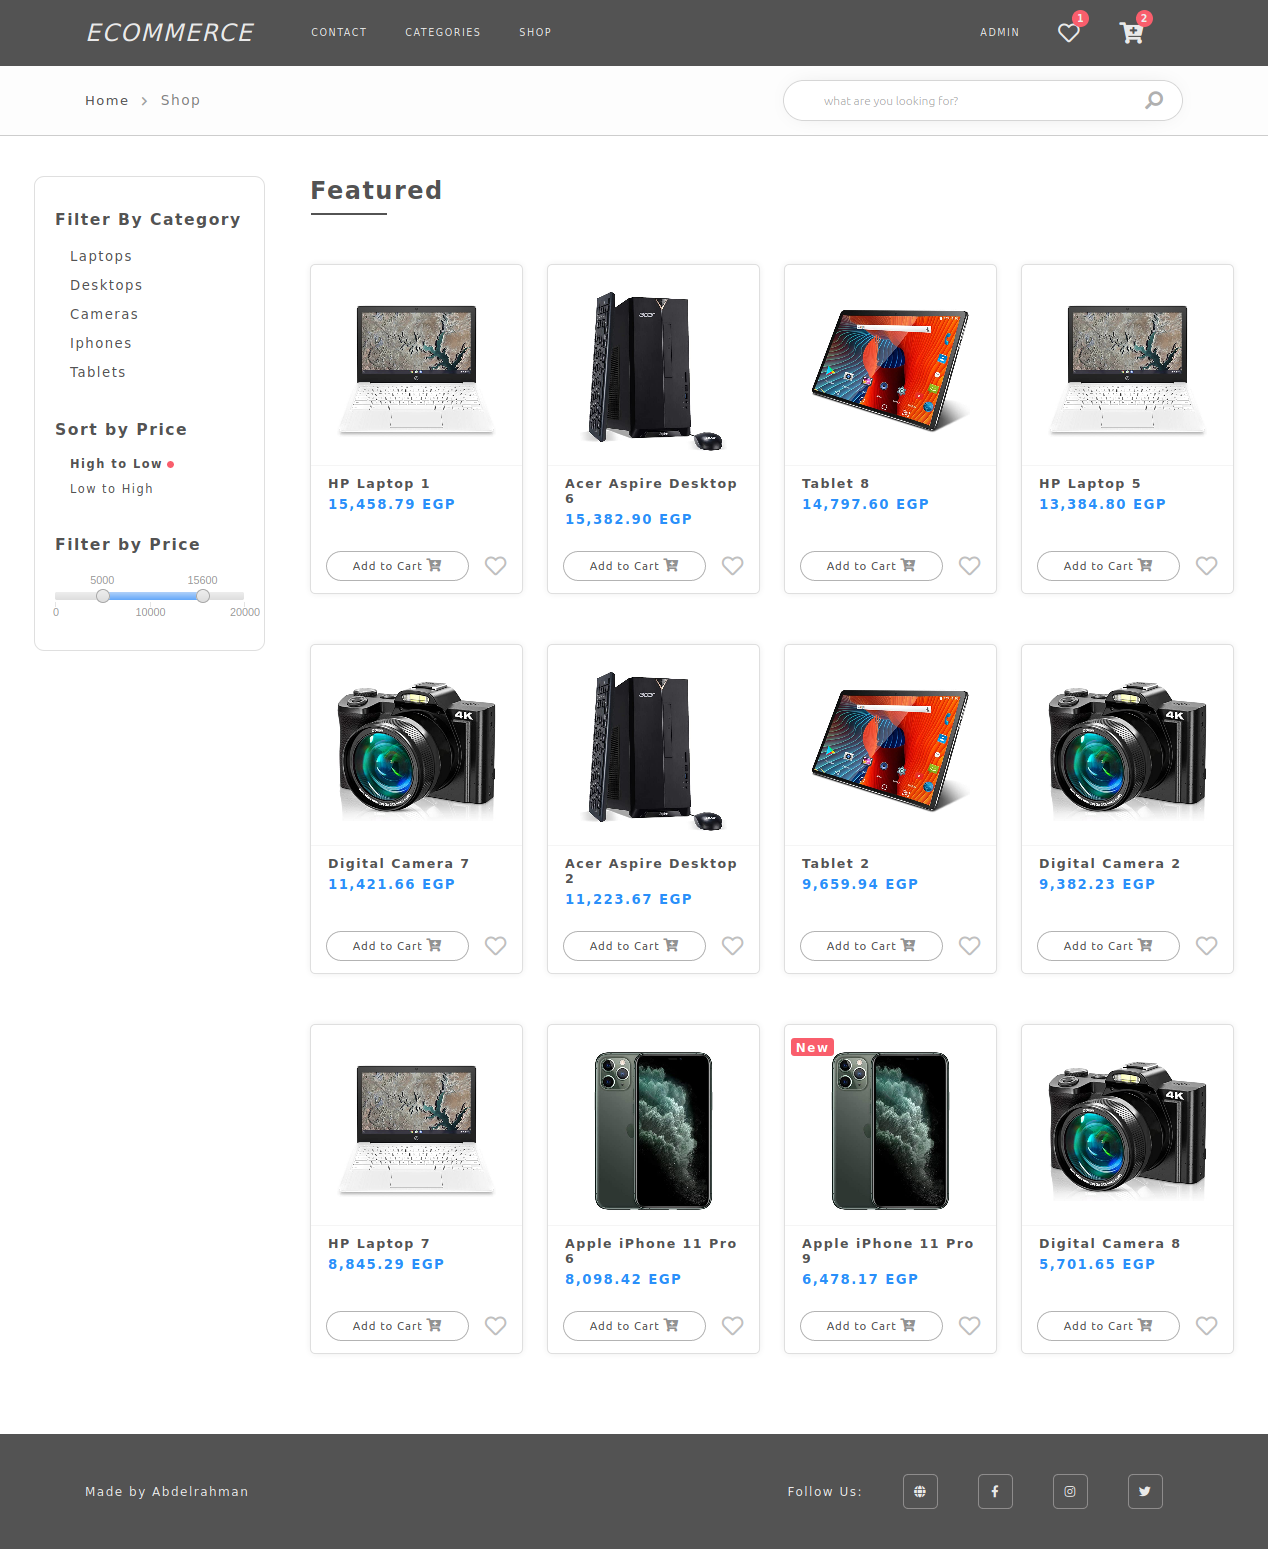 ECOMMERCE CONTACT CATEGORIES SHOP ADMIN 1 2
Home > Shop what are you looking for?
Featured
Filter By Category
Laptops
Desktops
Cameras
Iphones
Tablets
Sort by Price
High to Low
Low to High
Filter by Price
5000 15600
0 10000 20000
HP Laptop 1
15,458.79 EGP
Add to Cart
acer
Acer Aspire Desktop
6
15,382.90 EGP
Add to Cart
Tablet 8
14,797.60 EGP
Add to Cart
HP Laptop 5
13,384.80 EGP
Add to Cart
4K
Digital Camera 7
11,421.66 EGP
Add to Cart
acer
Acer Aspire Desktop
2
11,223.67 EGP
Add to Cart
Tablet 2
9,659.94 EGP
Add to Cart
4K
Digital Camera 2
9,382.23 EGP
Add to Cart
HP Laptop 7
8,845.29 EGP
Add to Cart
Apple iPhone 11 Pro
6
8,098.42 EGP
Add to Cart
New
Apple iPhone 11 Pro
9
6,478.17 EGP
Add to Cart
4K
Digital Camera 8
5,701.65 EGP
Add to Cart
Made by Abdelrahman Follow Us: